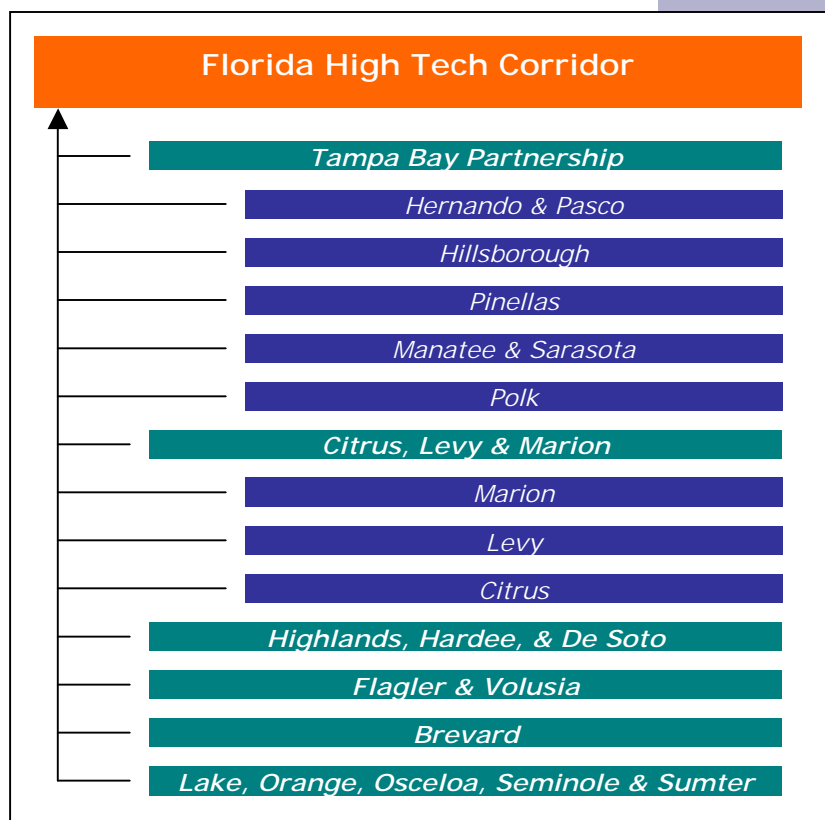 Florida High Tech Corridor
Tampa Bay Partnership
Hernando & Pasco
Hillsborough
Pinellas
Manatee & Sarasota
Polk
Citrus, Levy & Marion
Marion
Levy
Citrus
Highlands, Hardee, & De Soto
Flagler & Volusia
Brevard
Lake, Orange, Osceloa, Seminole & Sumter